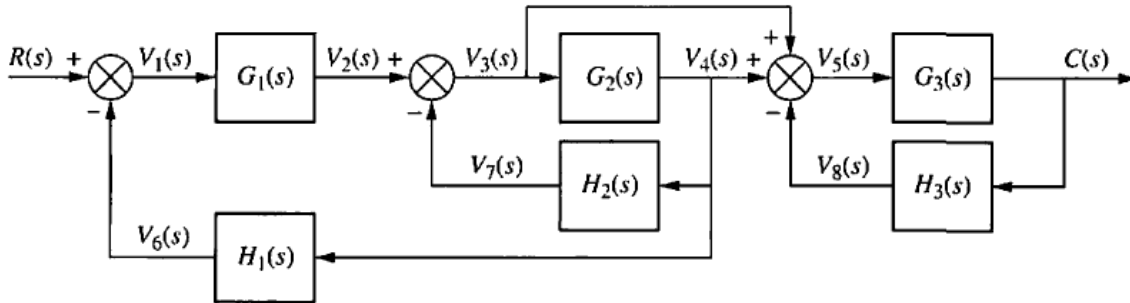 +
R(s) + V₁(s) G₁(s) V₂(s) + V₃(s) G₂(s) V₄(s) + V₅(s) G₃(s) C(s)
− − −
V₇(s) H₂(s) V₈(s) H₃(s)
V₆(s) H₁(s)